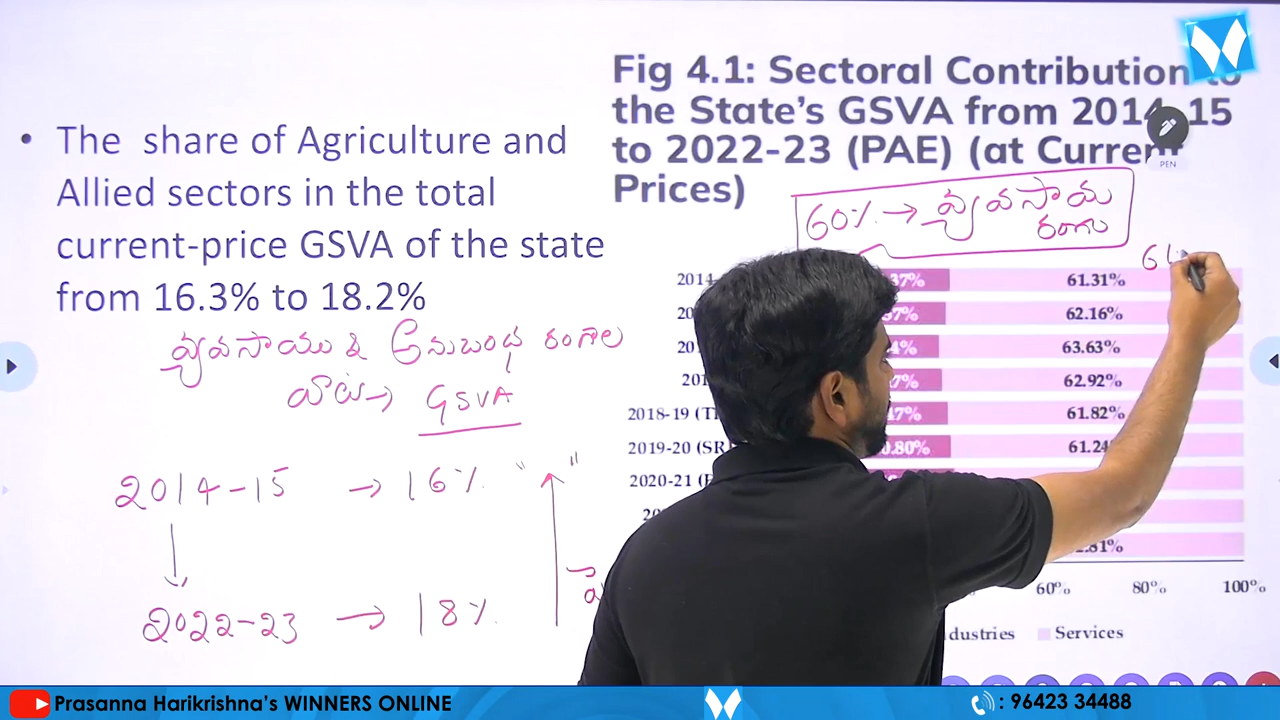 Fig 4.1: Sectoral Contribution to
the State's GSVA from 2014-15
to 2022-23 (PAE) (at Current
Prices)
PEN
• The share of Agriculture and
Allied sectors in the total
current-price GSVA of the state
from 16.3% to 18.2%
60% → వ్యవసాయ
రంగం
వ్యవసాయ & అనుబంధ రంగాల
వాటా → GSVA
2014-15 → 16%
2022-23 → 18%
61.31%
62.16%
63.63%
62.92%
2018-19
61.82%
2019-20
0.80%
2020-21
60% 80% 100%
Services
Prasanna Harikrishna's WINNERS ONLINE
: 96423 34488